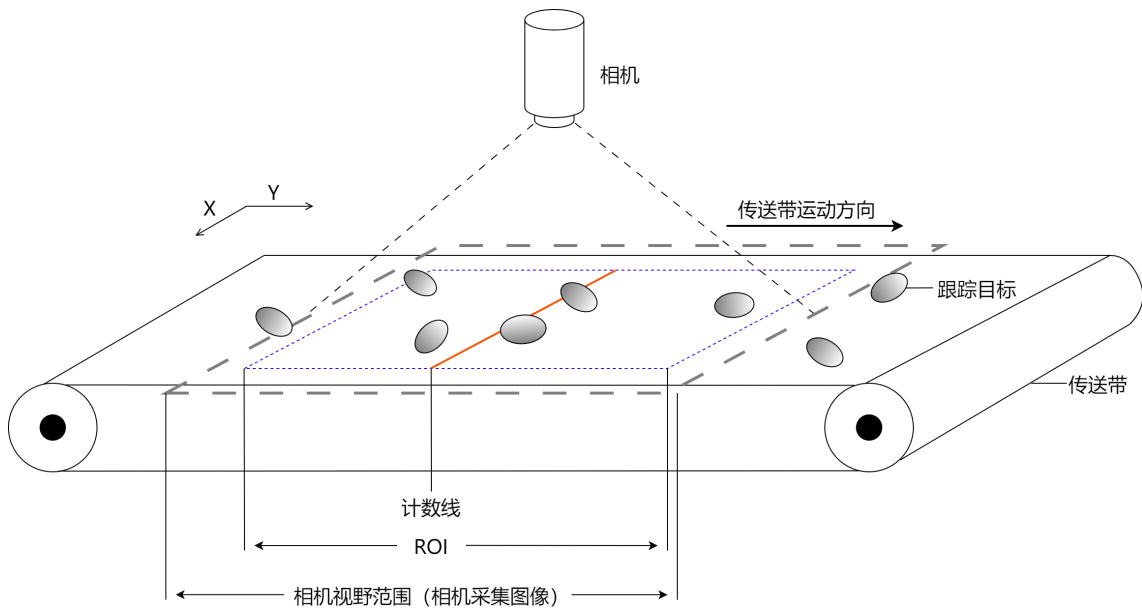 相机
Y
X
传送带运动方向
跟踪目标
传送带
计数线
ROI
相机视野范围（相机采集图像）